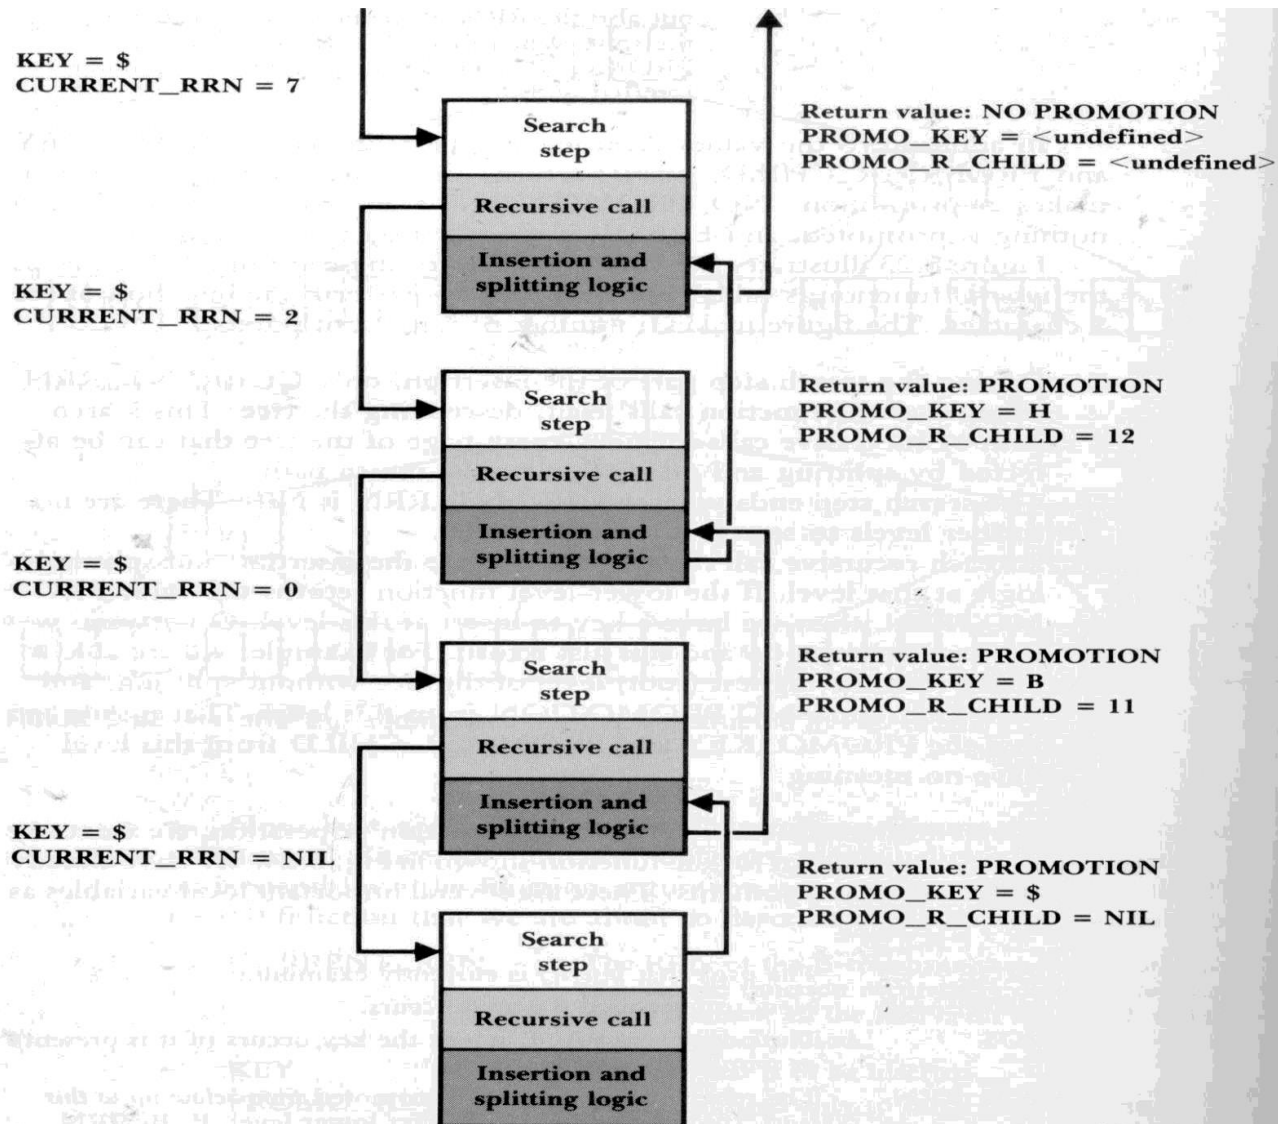 KEY = $
CURRENT_RRN = 7
Search
step
Recursive call
Insertion and
splitting logic
Return value: NO PROMOTION
PROMO_KEY = <undefined>
PROMO_R_CHILD = <undefined>
KEY = $
CURRENT_RRN = 2
Search
step
Recursive call
Insertion and
splitting logic
Return value: PROMOTION
PROMO_KEY = H
PROMO_R_CHILD = 12
KEY = $
CURRENT_RRN = 0
Search
step
Recursive call
Insertion and
splitting logic
Return value: PROMOTION
PROMO_KEY = B
PROMO_R_CHILD = 11
KEY = $
CURRENT_RRN = NIL
Search
step
Recursive call
Insertion and
splitting logic
Return value: PROMOTION
PROMO_KEY = $
PROMO_R_CHILD = NIL